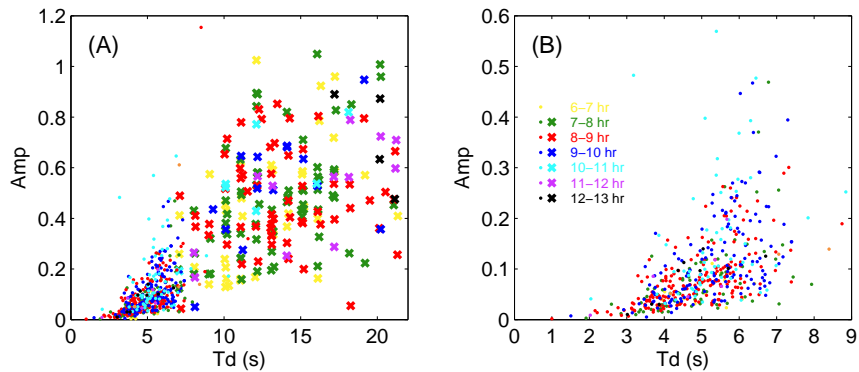 (A)
Amp
1.2
1
0.8
0.6
0.4
0.2
0
0 5 10 15 20
Td (s)
(B)
Amp
0.6
0.5
0.4
0.3
0.2
0.1
0
0 1 2 3 4 5 6 7 8 9
Td (s)
6–7 hr
7–8 hr
8–9 hr
9–10 hr
10–11 hr
11–12 hr
12–13 hr